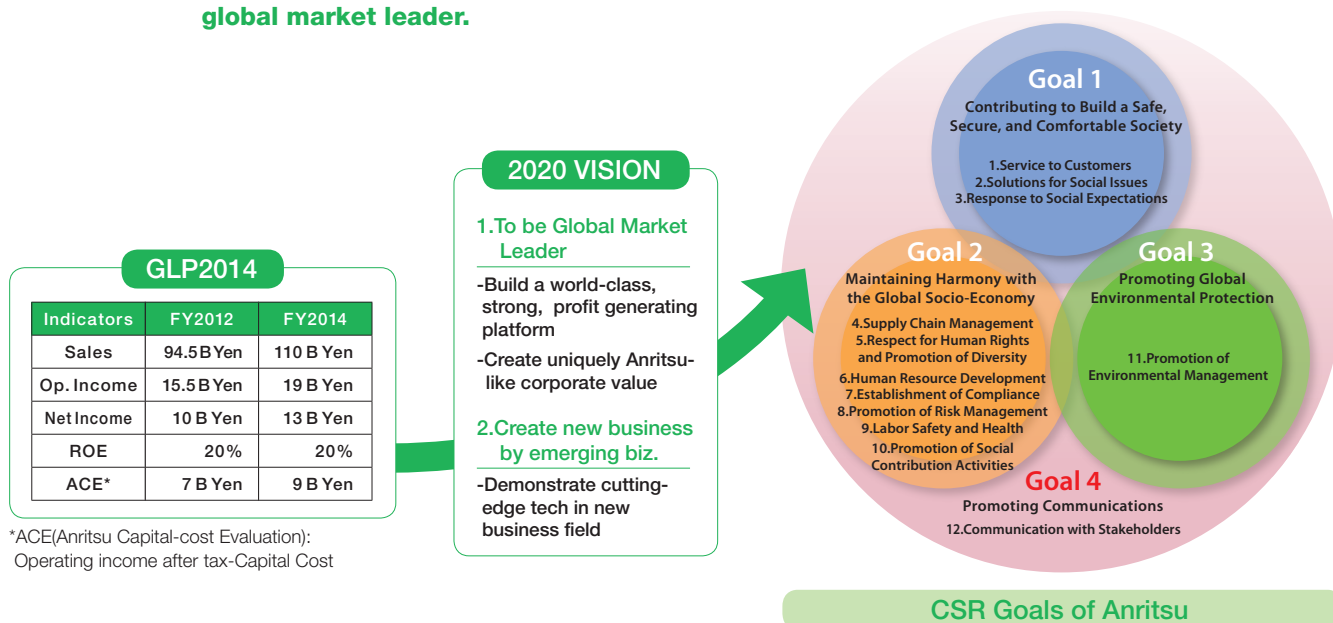 global market leader.
GLP2014
Indicators FY2012 FY2014
Sales 94.5 B Yen 110 B Yen
Op. Income 15.5 B Yen 19 B Yen
Net Income 10 B Yen 13 B Yen
ROE 20% 20%
ACE* 7 B Yen 9 B Yen
*ACE(Anritsu Capital-cost Evaluation):
Operating income after tax-Capital Cost
2020 VISION
1.To be Global Market
Leader
-Build a world-class,
strong, profit generating
platform
-Create uniquely Anritsu-
like corporate value
2.Create new business
by emerging biz.
-Demonstrate cutting-
edge tech in new
business field
Goal 1
Contributing to Build a Safe,
Secure, and Comfortable Society
1.Service to Customers
2.Solutions for Social Issues
3.Response to Social Expectations
Goal 2
Maintaining Harmony with
the Global Socio-Economy
4.Supply Chain Management
5.Respect for Human Rights
and Promotion of Diversity
6.Human Resource Development
7.Establishment of Compliance
8.Promotion of Risk Management
9.Labor Safety and Health
10.Promotion of Social
Contribution Activities
Goal 3
Promoting Global
Environmental Protection
11.Promotion of
Environmental Management
Goal 4
Promoting Communications
12.Communication with Stakeholders
CSR Goals of Anritsu